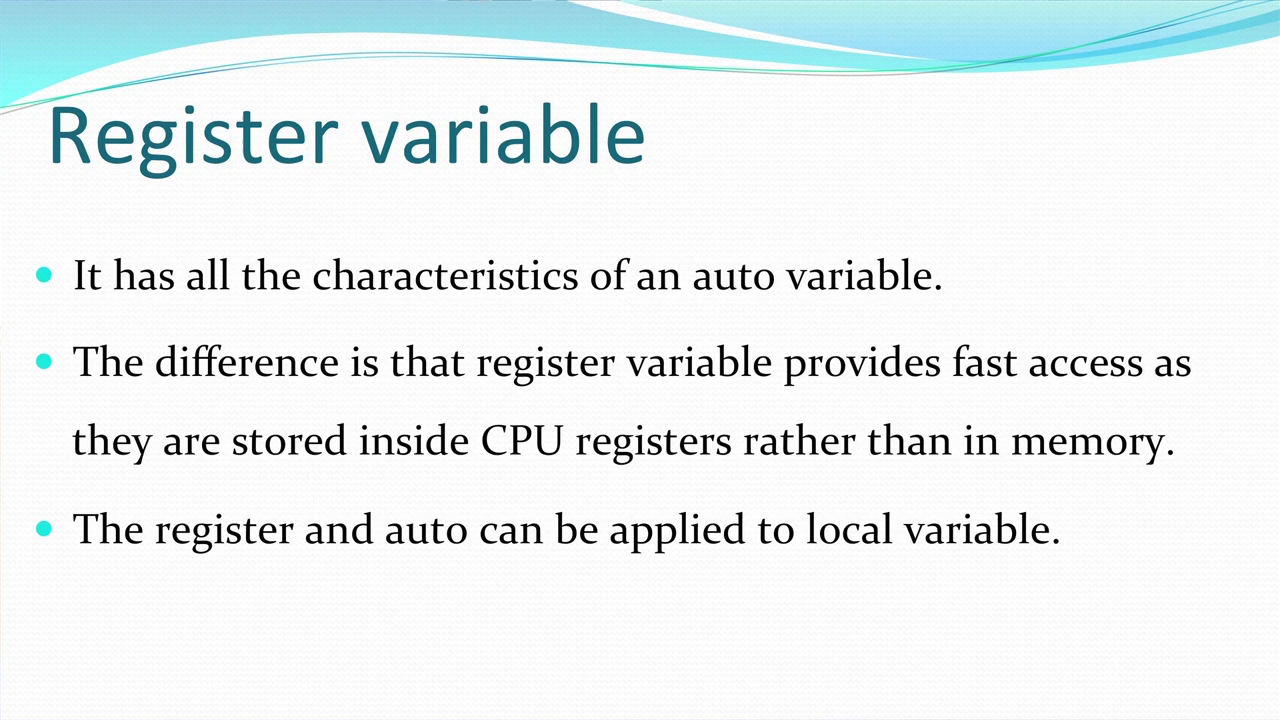 Register variable
• It has all the characteristics of an auto variable.
• The difference is that register variable provides fast access as
they are stored inside CPU registers rather than in memory.
• The register and auto can be applied to local variable.